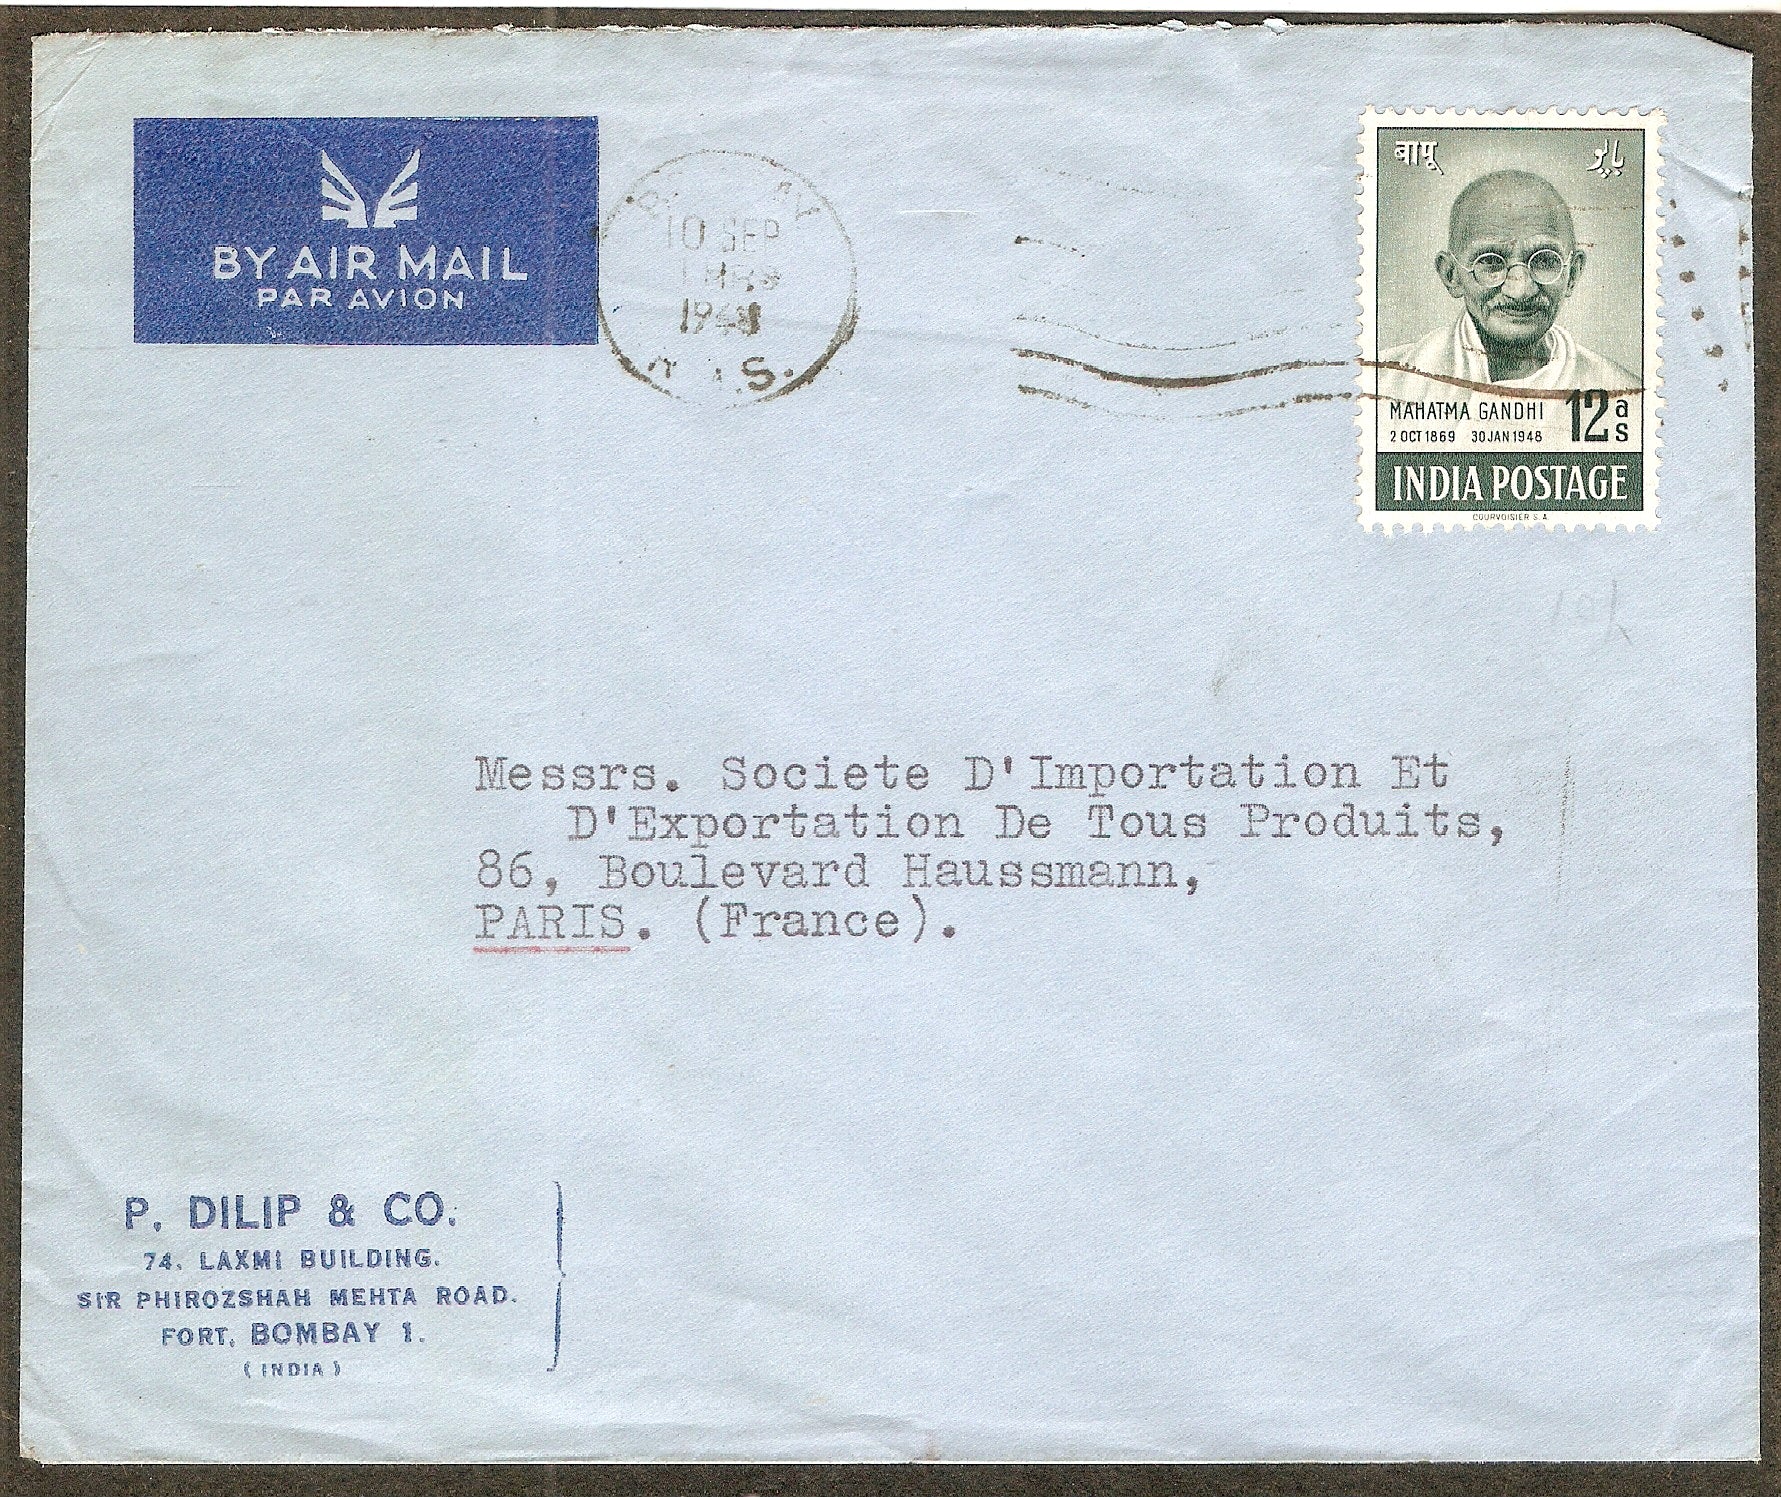 BY AIR MAIL
PAR AVION
10 SEP
1948
बापू باپو
MAHATMA GANDHI 12 as
2 OCT 1869 30 JAN 1948
INDIA POSTAGE
COURVOISIER S.A.
Messrs. Societe D'Importation Et
D'Exportation De Tous Produits,
86, Boulevard Haussmann,
PARIS. (France).
P. DILIP & CO.
74, LAXMI BUILDING.
SIR PHIROZSHAH MEHTA ROAD.
FORT, BOMBAY 1.
(INDIA)